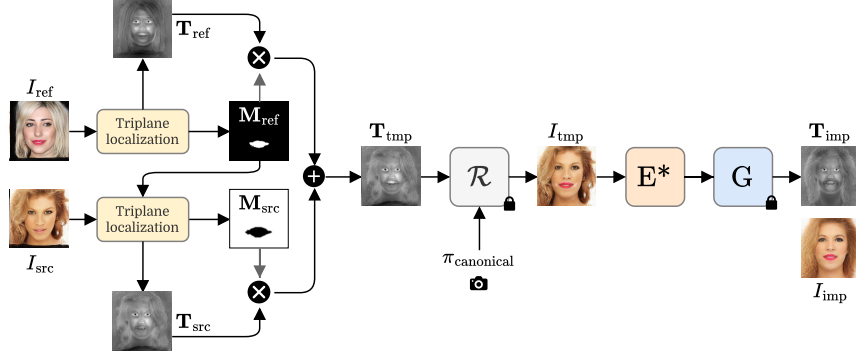 T_ref
I_ref
Triplane
localization
M_ref
T_tmp
I_tmp
T_imp
R
E*
G
Triplane
localization
M_src
I_src
π_canonical
T_src
I_imp